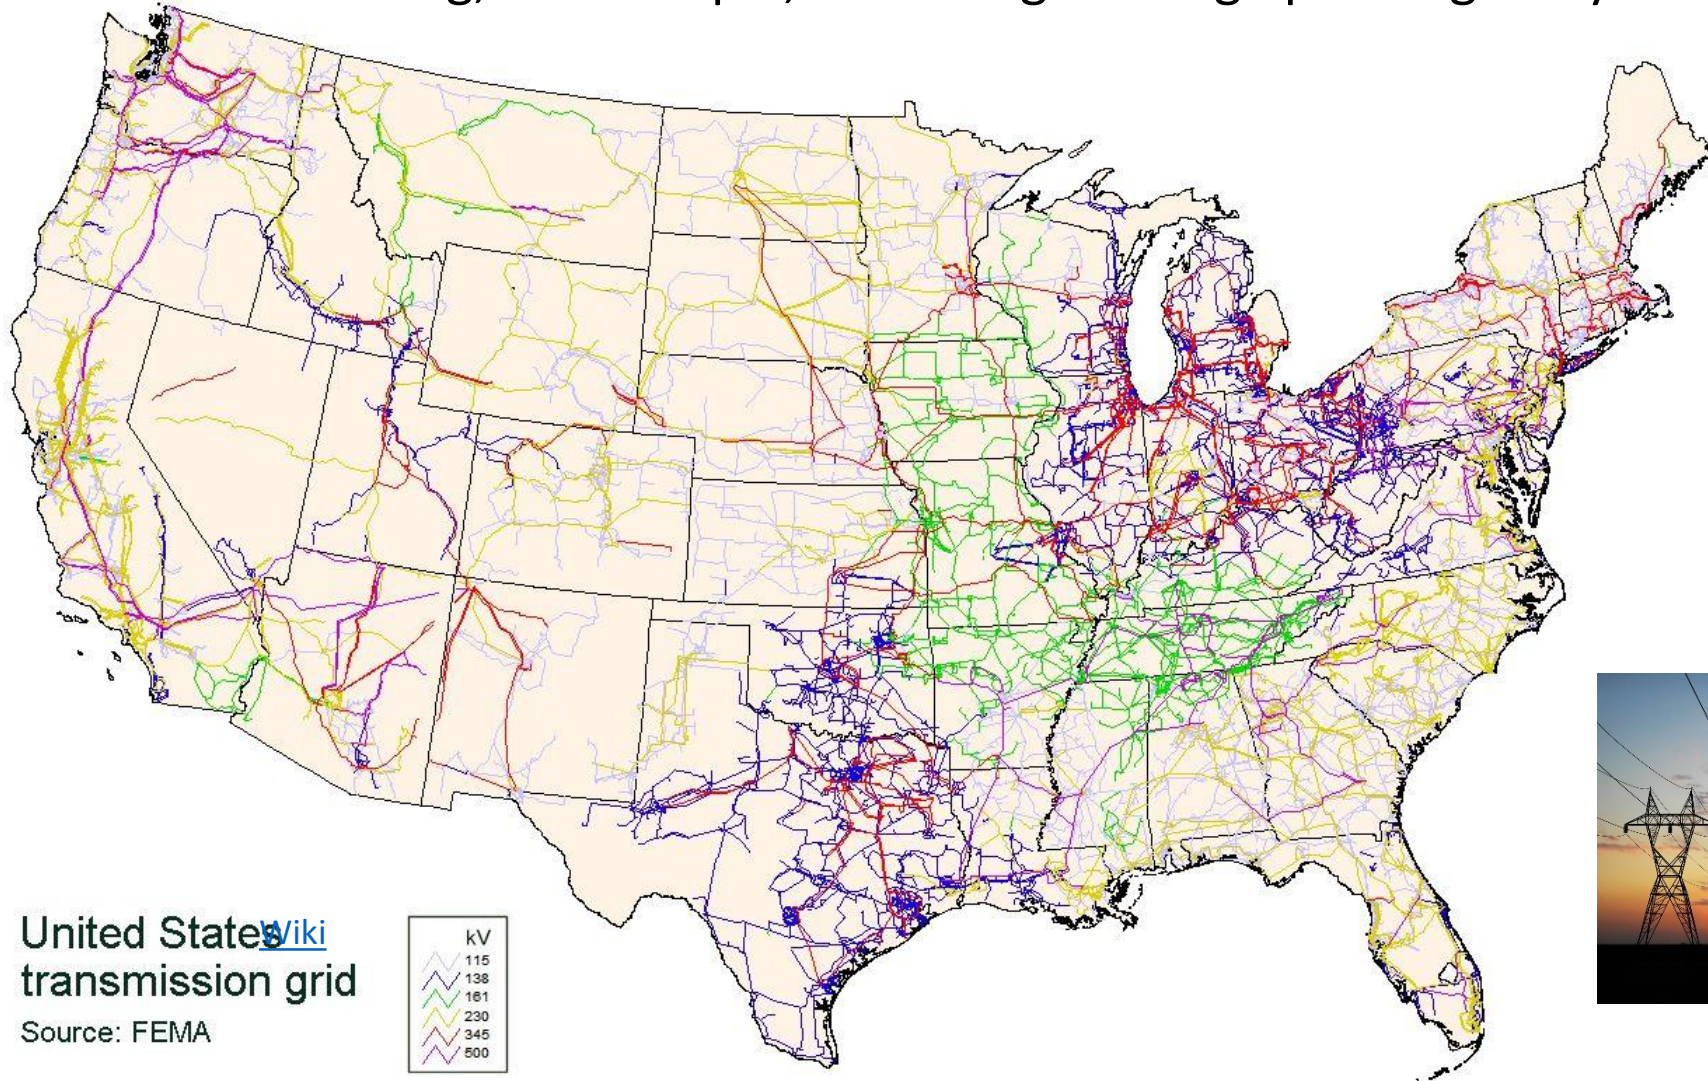 United States
Wiki
transmission grid
Source: FEMA
kV
115
138
161
230
345
500